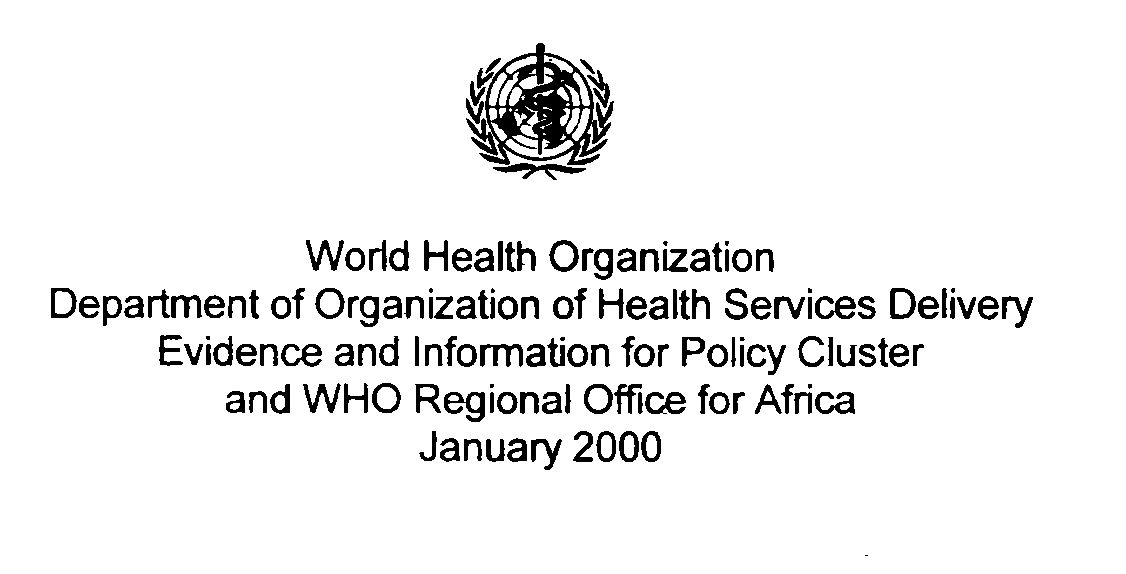 World Health Organization
Department of Organization of Health Services Delivery
Evidence and Information for Policy Cluster
and WHO Regional Office for Africa
January 2000